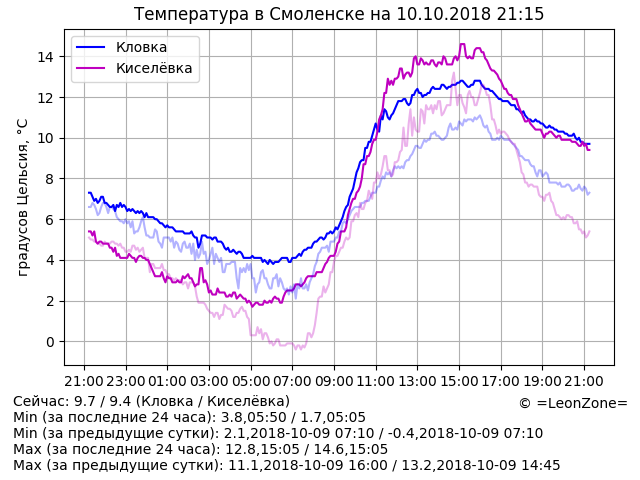 Температура в Смоленске на 10.10.2018 21:15
Кловка
Киселёвка
градусов Цельсия, °C
14
12
10
8
6
4
2
0
21:00 23:00 01:00 03:00 05:00 07:00 09:00 11:00 13:00 15:00 17:00 19:00 21:00
Сейчас: 9.7 / 9.4 (Кловка / Киселёвка)
© =LeonZone=
Min (за последние 24 часа): 3.8,05:50 / 1.7,05:05
Min (за предыдущие сутки): 2.1,2018-10-09 07:10 / -0.4,2018-10-09 07:10
Max (за последние 24 часа): 12.8,15:05 / 14.6,15:05
Max (за предыдущие сутки): 11.1,2018-10-09 16:00 / 13.2,2018-10-09 14:45